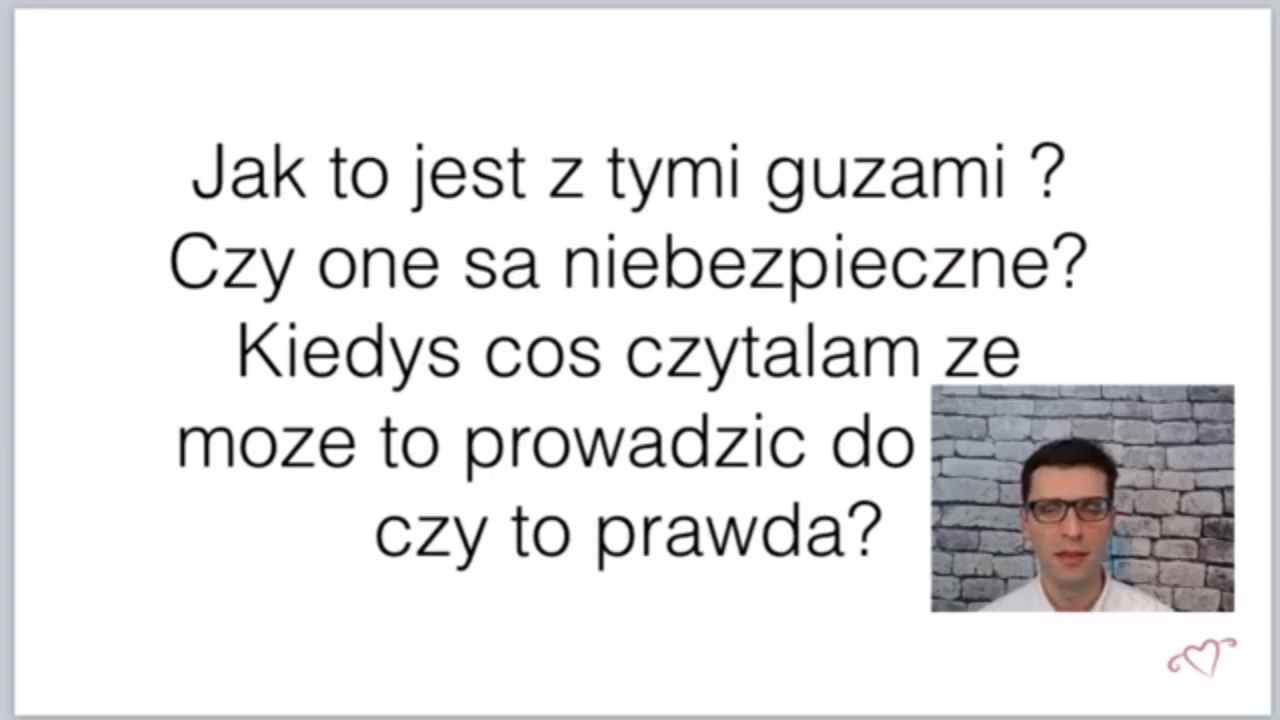 Jak to jest z tymi guzami ?
Czy one sa niebezpieczne?
Kiedys cos czytalam ze
moze to prowadzic do
czy to prawda?